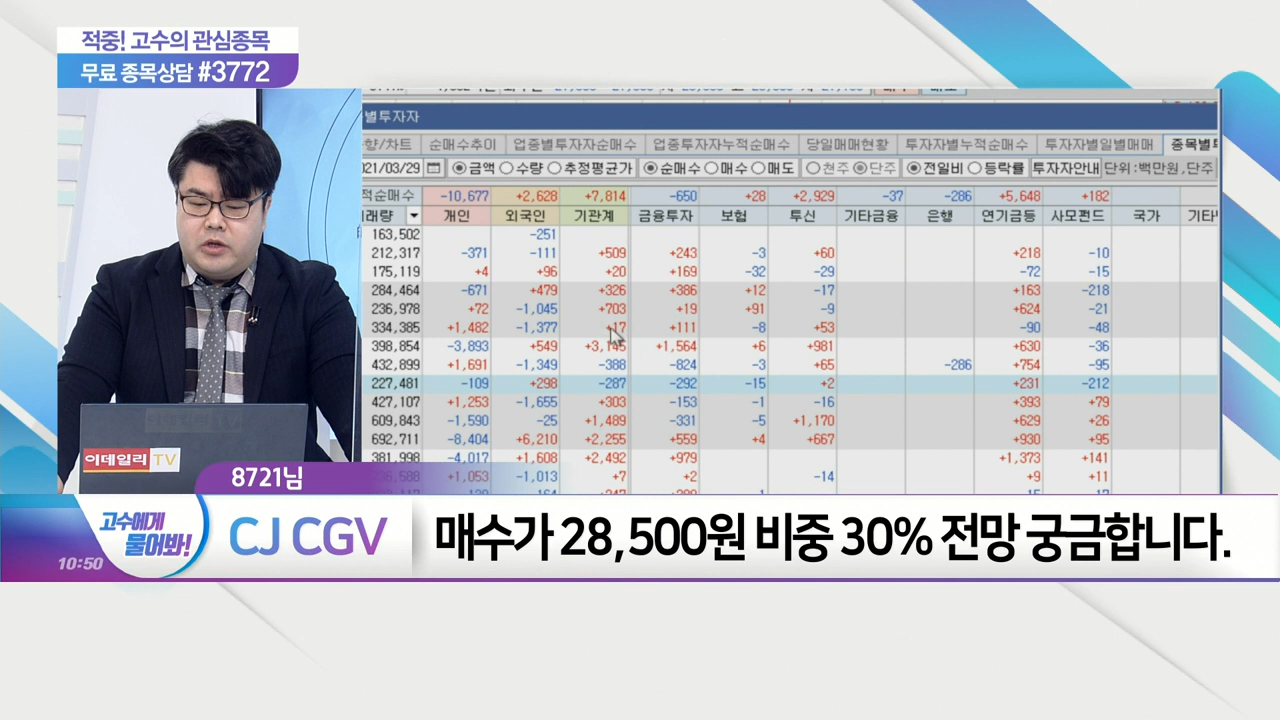 적중! 고수의 관심종목
무료 종목상담 #3772
별투자자
향/차트 순매수추이 업종별투자자순매수 업종투자자누적순매수 당일매매현황 투자자별누적순매수 투자자별일별매매 종목별
021/03/29 금액 수량 추정평균가 순매수 매수 매도 천주 단주 전일비 등락률 투자자안내 단위:백만원,단주
적순매수 -10,677 +2,628 +7,814 -650 +28 +2,929 -37 -286 +5,648 +182
래량 개인 외국인 기관계 금융투자 보험 투신 기타금융 은행 연기금등 사모펀드 국가 기타
163,502 -251
212,317 -371 -111 +509 +243 -3 +60 +218 -10
175,119 +4 +96 +20 +169 -32 -29 -72 -15
284,464 -671 +479 +326 +386 +12 -17 +163 -218
236,978 +72 -1,045 +703 +19 +91 -9 +624 -21
334,385 +1,482 -1,377 +17 +111 -8 +53 -90 -48
398,854 -3,893 +549 +3,145 +1,564 +6 +981 +630 -36
432,899 +1,691 -1,349 -388 -824 -3 +65 -286 +754 -95
227,481 -109 +298 -287 -292 -15 +2 +231 -212
427,107 +1,253 -1,655 +303 -153 -1 -16 +393 +79
609,843 -1,590 -25 +1,489 -331 -5 +1,170 +629 +26
692,711 -8,404 +6,210 +2,255 +559 +4 +667 +930 +95
381,998 -4,017 +1,608 +2,492 +979 +1,373 +141
+1,053 -1,013 +7 +2 -14 +9 +11
이데일리 TV
8721님
고수에게
물어봐!
10:50
CJ CGV
매수가 28,500원 비중 30% 전망 궁금합니다.